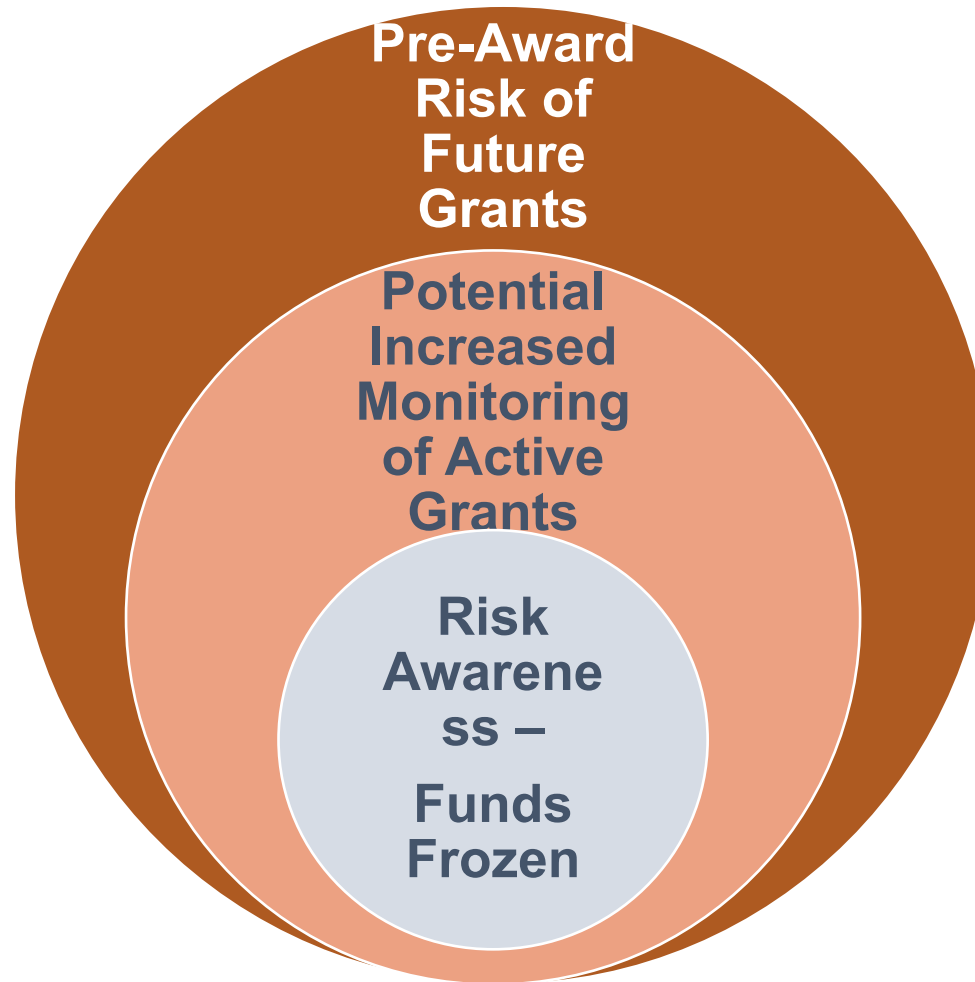 Pre-Award
Risk of
Future
Grants
Potential
Increased
Monitoring
of Active
Grants
Risk
Awarene
ss –
Funds
Frozen